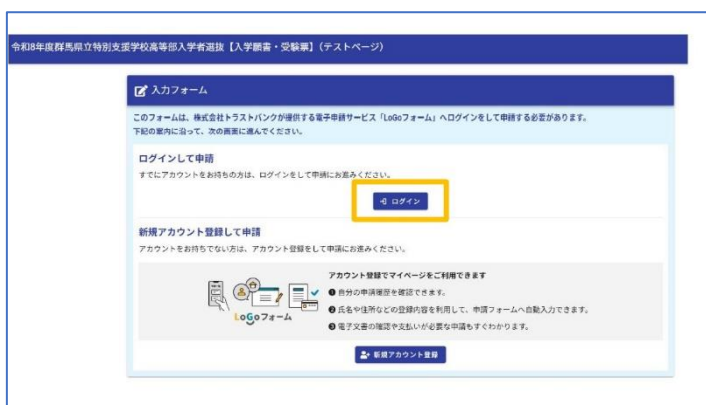 令和8年度群馬県立特別支援学校高等部入学者選抜【入学願書・受験票】(テストページ)
入力フォーム
このフォームは、株式会社トラストバンクが提供する電子申請サービス「LoGoフォーム」へログインをして申請する必要があります。
下記の案内に沿って、次の画面に進んでください。
ログインして申請
すでにアカウントをお持ちの方は、ログインをして申請にお進みください。
ログイン
新規アカウント登録して申請
アカウントをお持ちでない方は、アカウント登録をして申請にお進みください。
アカウント登録でマイページをご利用できます
❶ 自分の申請履歴を確認できます。
❷ 氏名や住所などの登録内容を利用して、申請フォームへ自動入力できます。
❸ 電子文書の確認や支払いが必要な申請もすぐわかります。
LoGoフォーム
新規アカウント登録